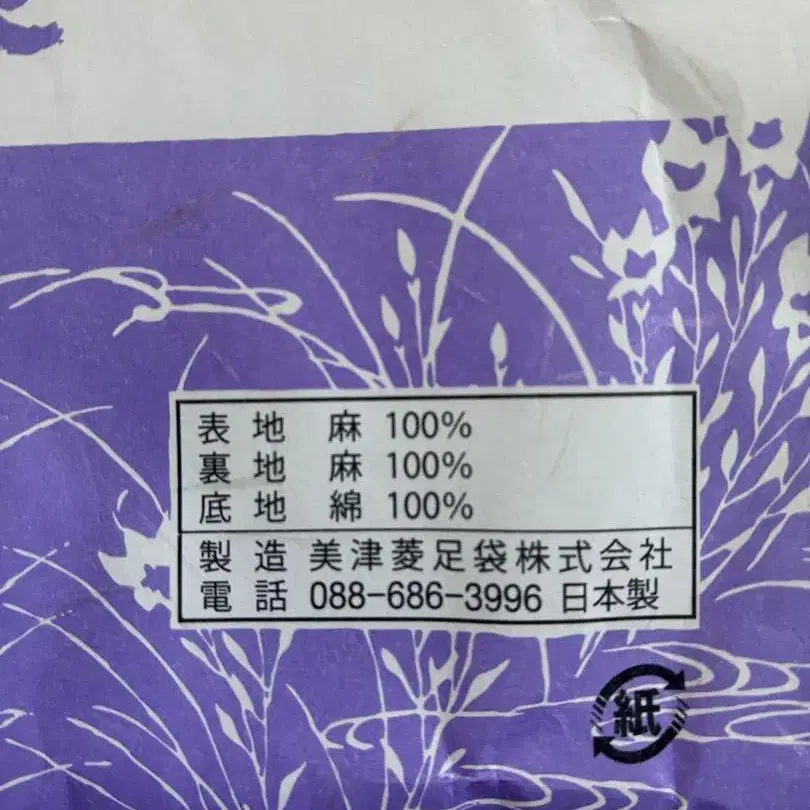 表地 麻 100%
裏地 麻 100%
底地 綿 100%
製造 美津菱足袋株式会社
電話 088-686-3996 日本製
紙